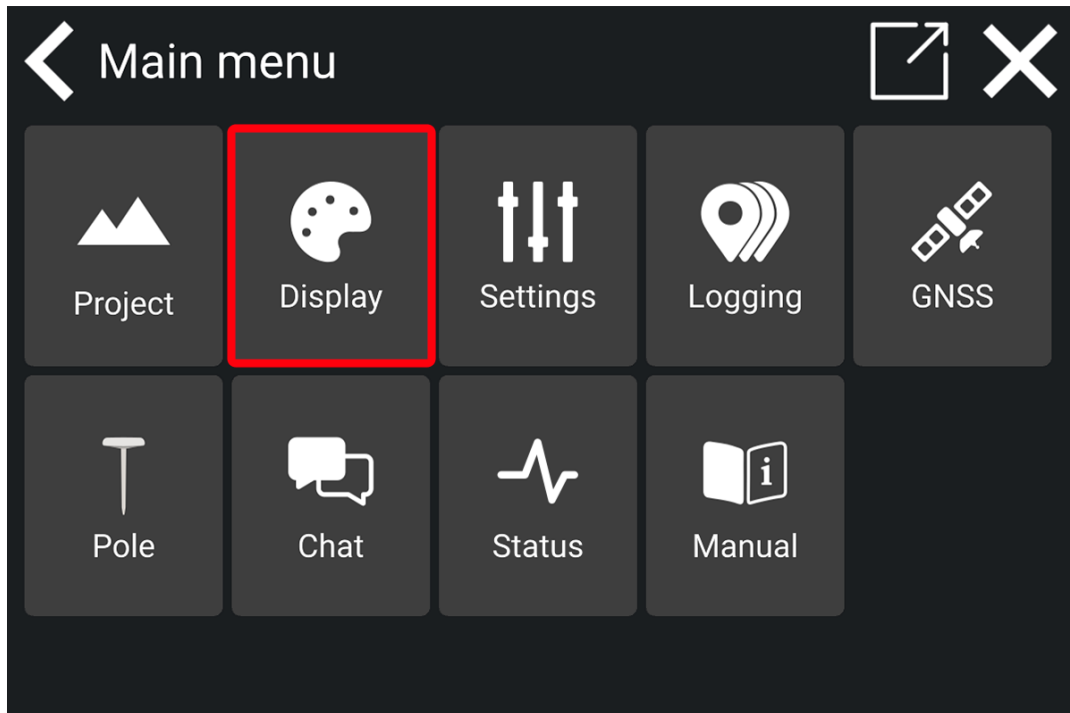 Main menu
Project
Display
Settings
Logging
GNSS
Pole
Chat
Status
Manual
i